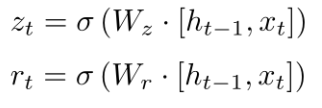 z_t = σ (W_z · [h_{t−1}, x_t])
r_t = σ (W_r · [h_{t−1}, x_t])